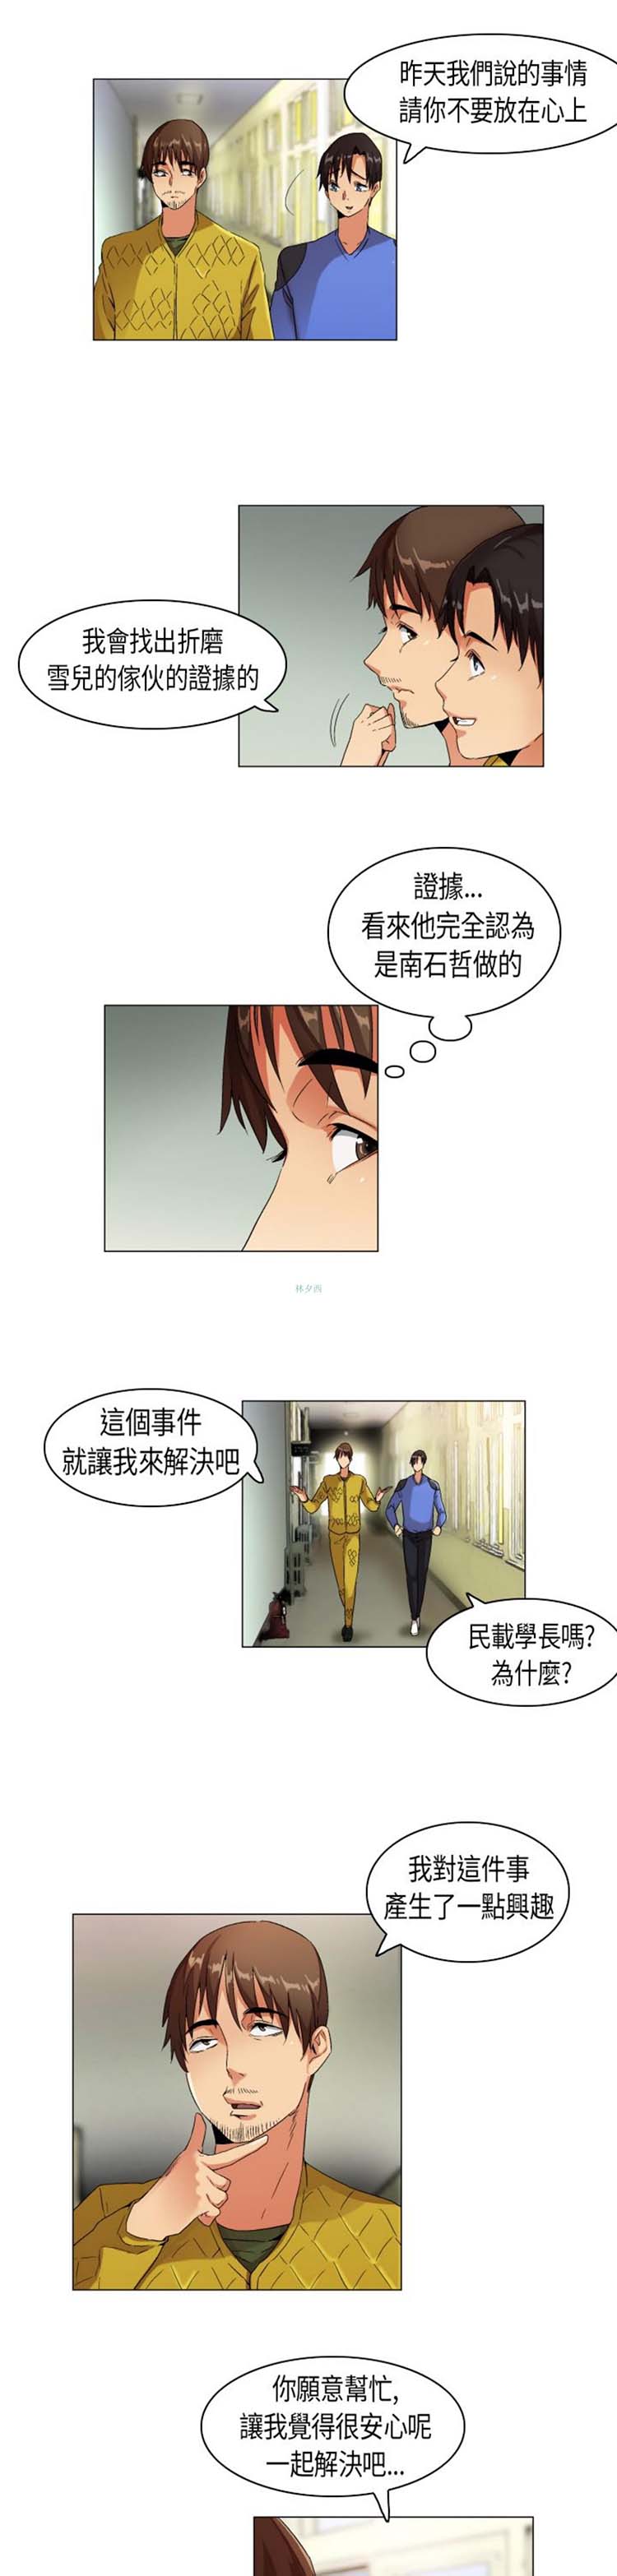 昨天我們說的事情
請你不要放在心上
我會找出折磨
雪兒的傢伙的證據的
證據...
看來他完全認為
是南石哲做的
林夕西
這個事件
就讓我來解決吧
民載學長嗎?
為什麼?
我對這件事
產生了一點興趣
你願意幫忙,
讓我覺得很安心呢
一起解決吧...